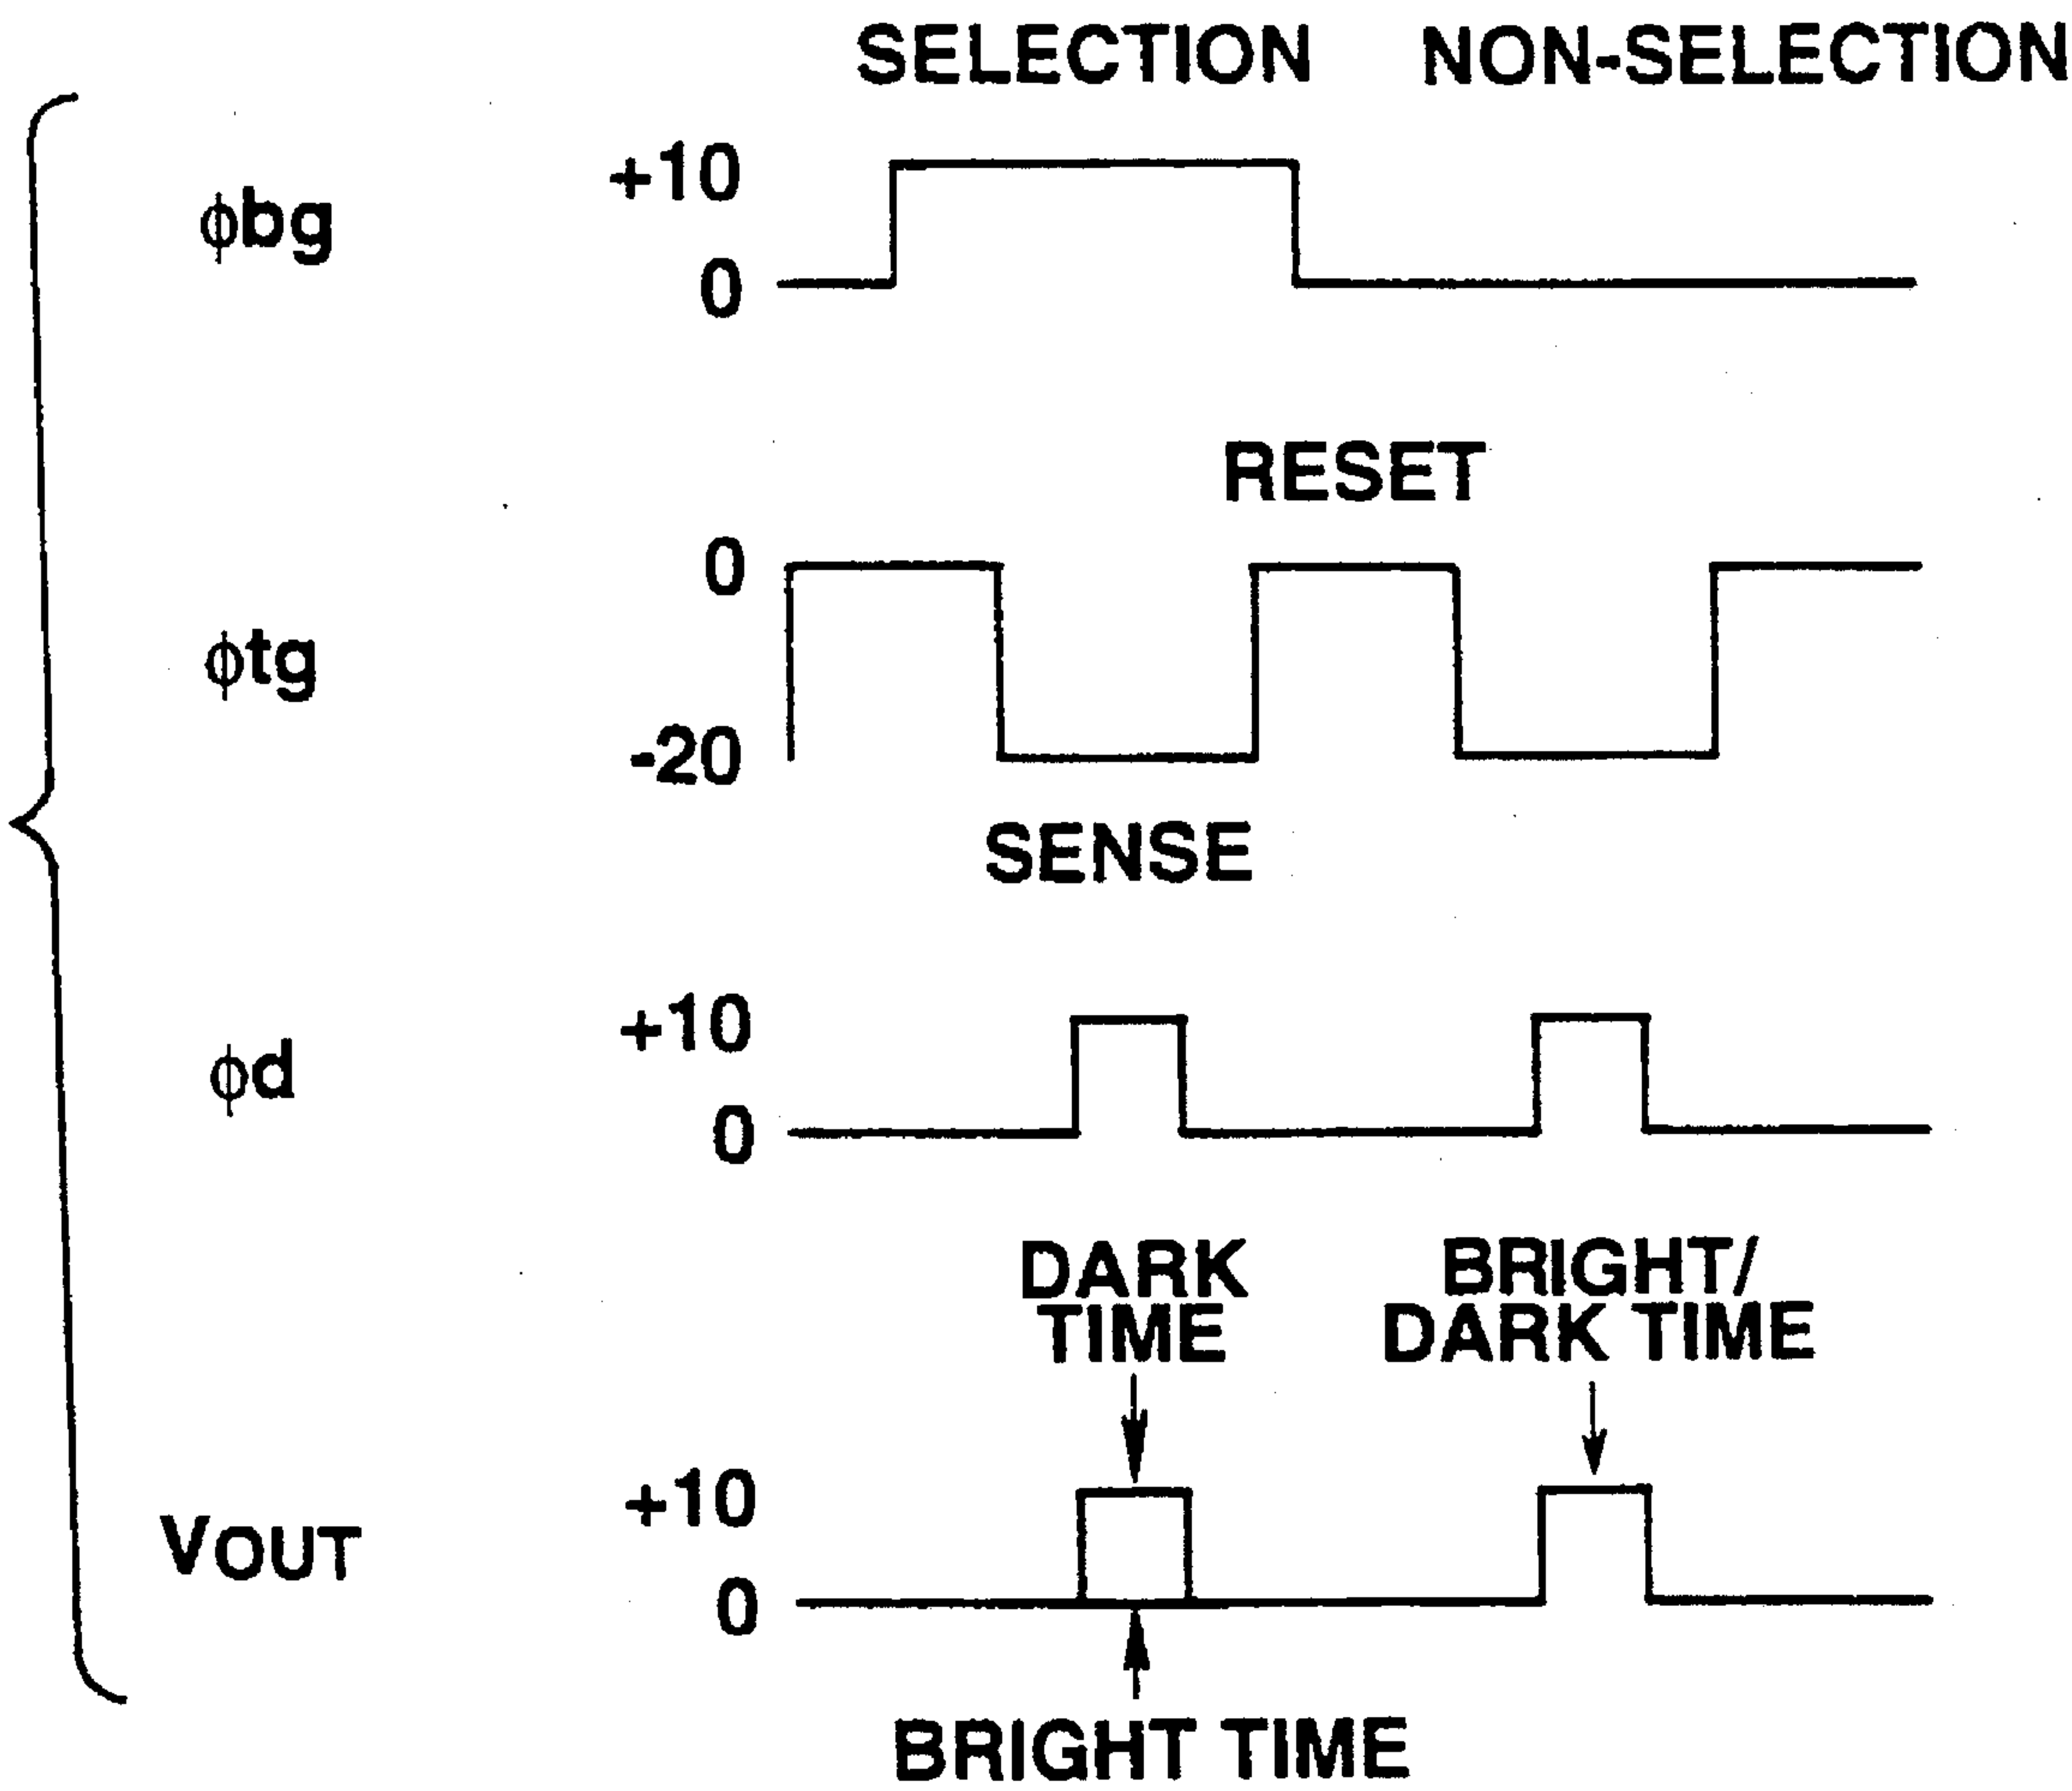 SELECTION NON-SELECTION
+10
ϕbg
0
RESET
0
ϕtg
-20
SENSE
+10
ϕd
0
DARK
TIME
BRIGHT/
DARK TIME
+10
VOUT
0
BRIGHT TIME